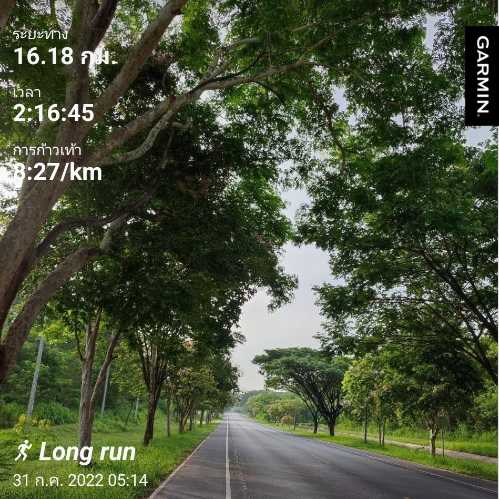 ระยะทาง
16.18 กม.
เวลา
2:16:45
การก้าวเท้า
8:27/km
GARMIN
Long run
31 ก.ค. 2022 05:14